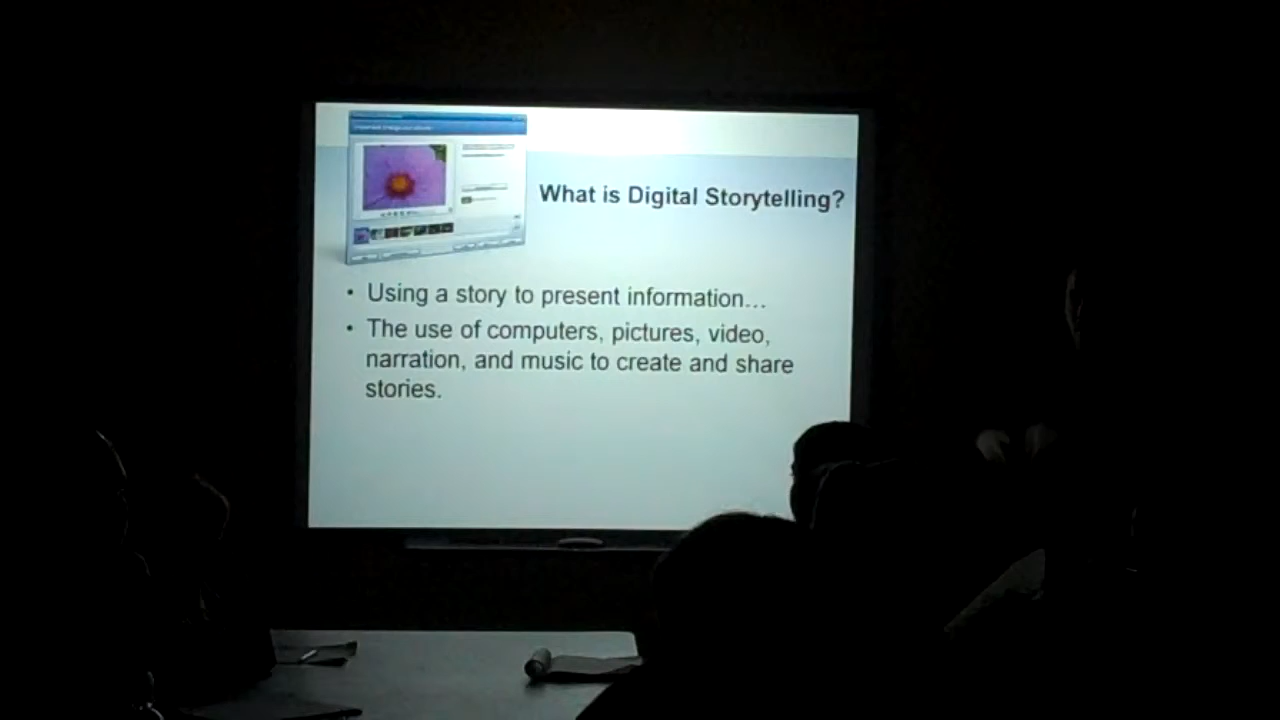 What is Digital Storytelling?
• Using a story to present information…
• The use of computers, pictures, video,
narration, and music to create and share
stories.